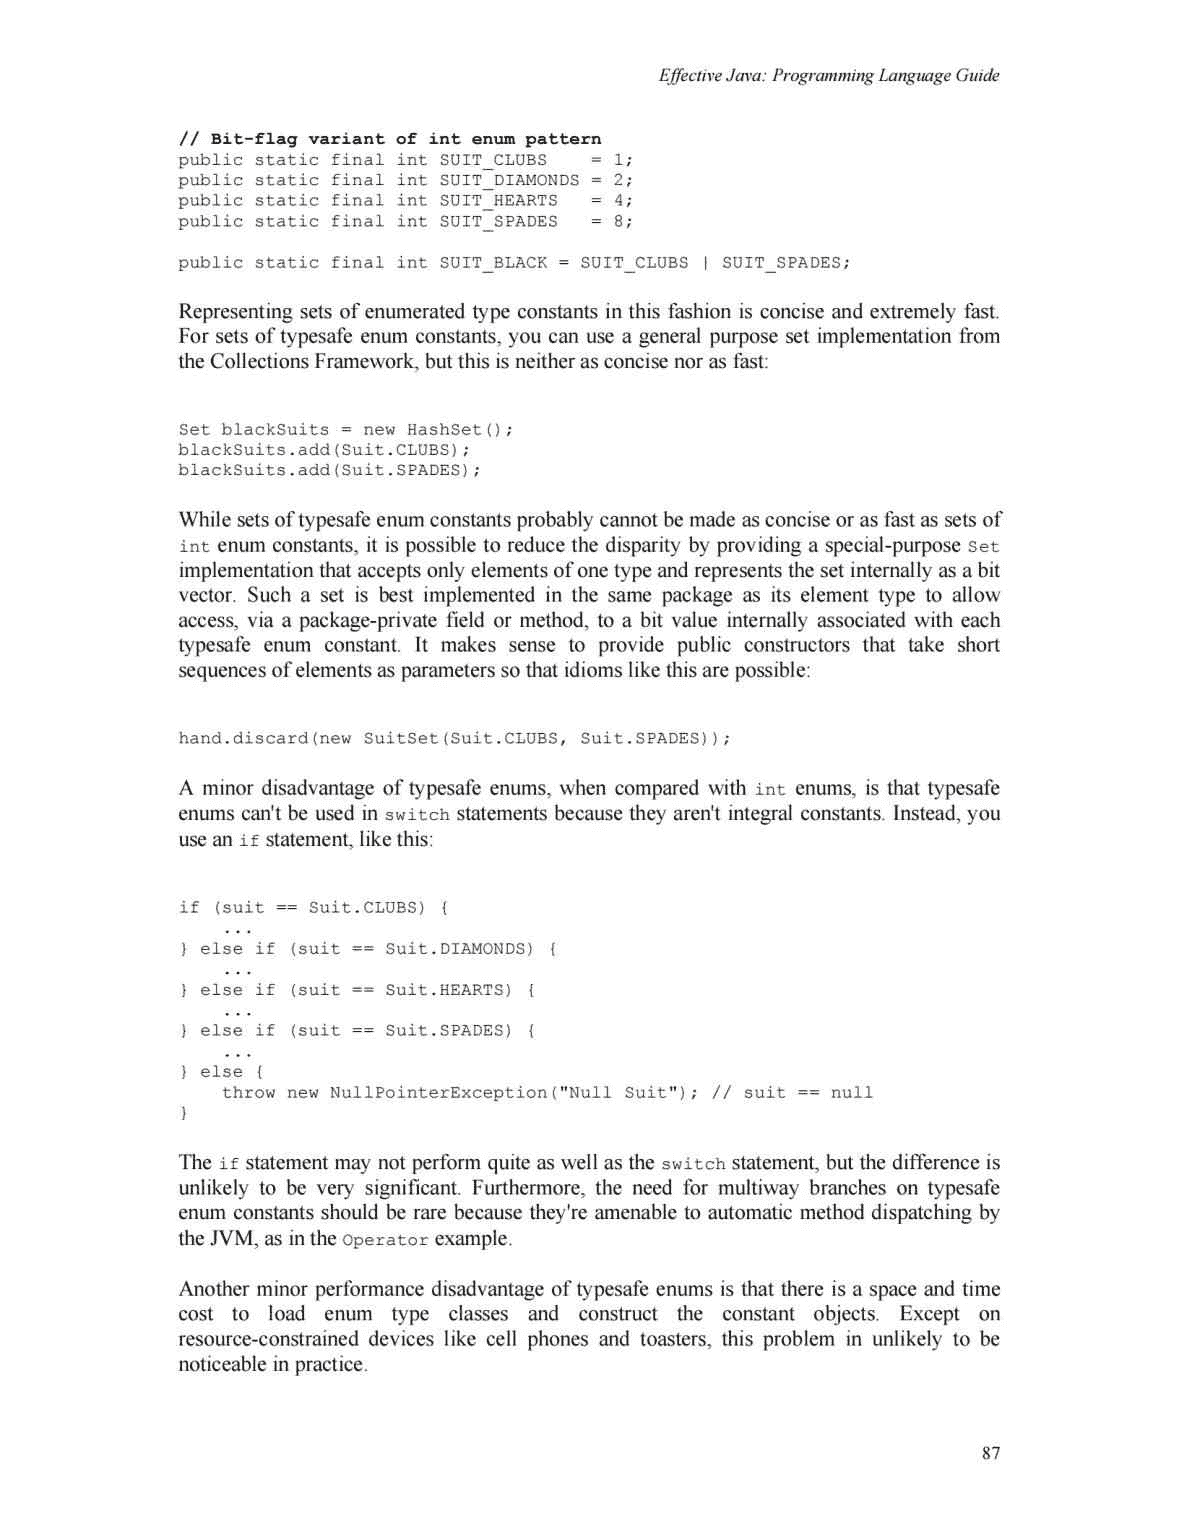 Effective Java: Programming Language Guide
// Bit-flag variant of int enum pattern
public static final int SUIT_CLUBS    = 1;
public static final int SUIT_DIAMONDS = 2;
public static final int SUIT_HEARTS   = 4;
public static final int SUIT_SPADES   = 8;
public static final int SUIT_BLACK = SUIT_CLUBS | SUIT_SPADES;
Representing sets of enumerated type constants in this fashion is concise and extremely fast.
For sets of typesafe enum constants, you can use a general purpose set implementation from
the Collections Framework, but this is neither as concise nor as fast:
Set blackSuits = new HashSet();
blackSuits.add(Suit.CLUBS);
blackSuits.add(Suit.SPADES);
While sets of typesafe enum constants probably cannot be made as concise or as fast as sets of
int enum constants, it is possible to reduce the disparity by providing a special-purpose Set
implementation that accepts only elements of one type and represents the set internally as a bit
vector. Such a set is best implemented in the same package as its element type to allow
access, via a package-private field or method, to a bit value internally associated with each
typesafe enum constant. It makes sense to provide public constructors that take short
sequences of elements as parameters so that idioms like this are possible:
hand.discard(new SuitSet(Suit.CLUBS, Suit.SPADES));
A minor disadvantage of typesafe enums, when compared with int enums, is that typesafe
enums can't be used in switch statements because they aren't integral constants. Instead, you
use an if statement, like this:
if (suit == Suit.CLUBS) {
    ...
} else if (suit == Suit.DIAMONDS) {
    ...
} else if (suit == Suit.HEARTS) {
    ...
} else if (suit == Suit.SPADES) {
    ...
} else {
    throw new NullPointerException("Null Suit"); // suit == null
}
The if statement may not perform quite as well as the switch statement, but the difference is
unlikely to be very significant. Furthermore, the need for multiway branches on typesafe
enum constants should be rare because they're amenable to automatic method dispatching by
the JVM, as in the Operator example.
Another minor performance disadvantage of typesafe enums is that there is a space and time
cost to load enum type classes and construct the constant objects. Except on
resource-constrained devices like cell phones and toasters, this problem in unlikely to be
noticeable in practice.
87